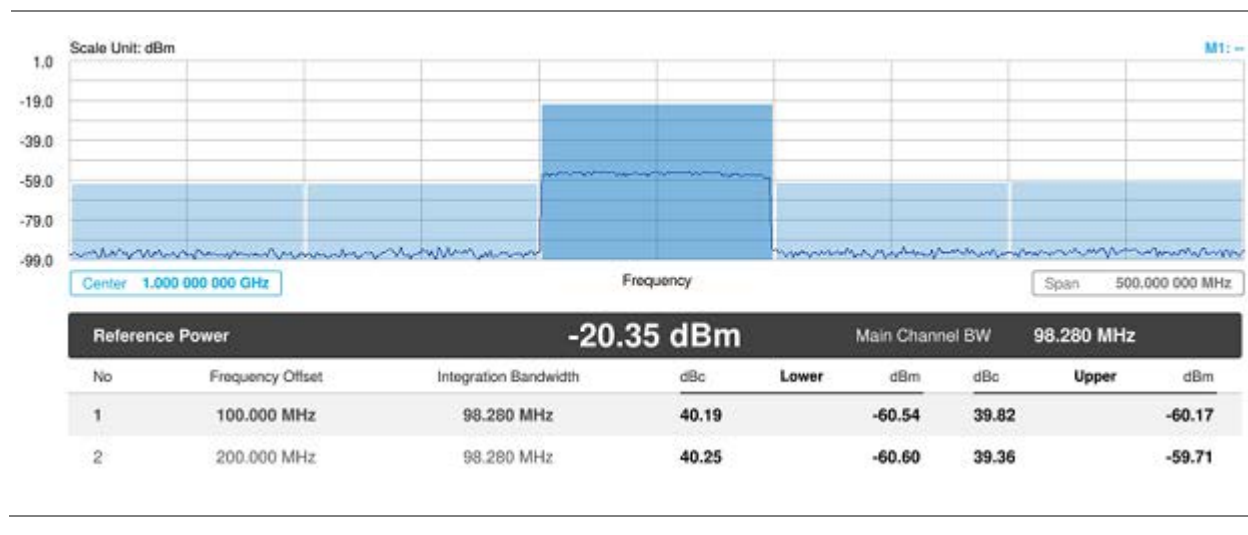 Scale Unit: dBm M1: --
1.0
-19.0
-39.0
-59.0
-79.0
-99.0
Center 1.000 000 000 GHz Frequency Span 500.000 000 MHz
Reference Power -20.35 dBm Main Channel BW 98.280 MHz
No Frequency Offset Integration Bandwidth dBc Lower dBm dBc Upper dBm
1 100.000 MHz 98.280 MHz 40.19 -60.54 39.82 -60.17
2 200.000 MHz 98.280 MHz 40.25 -60.60 39.36 -59.71